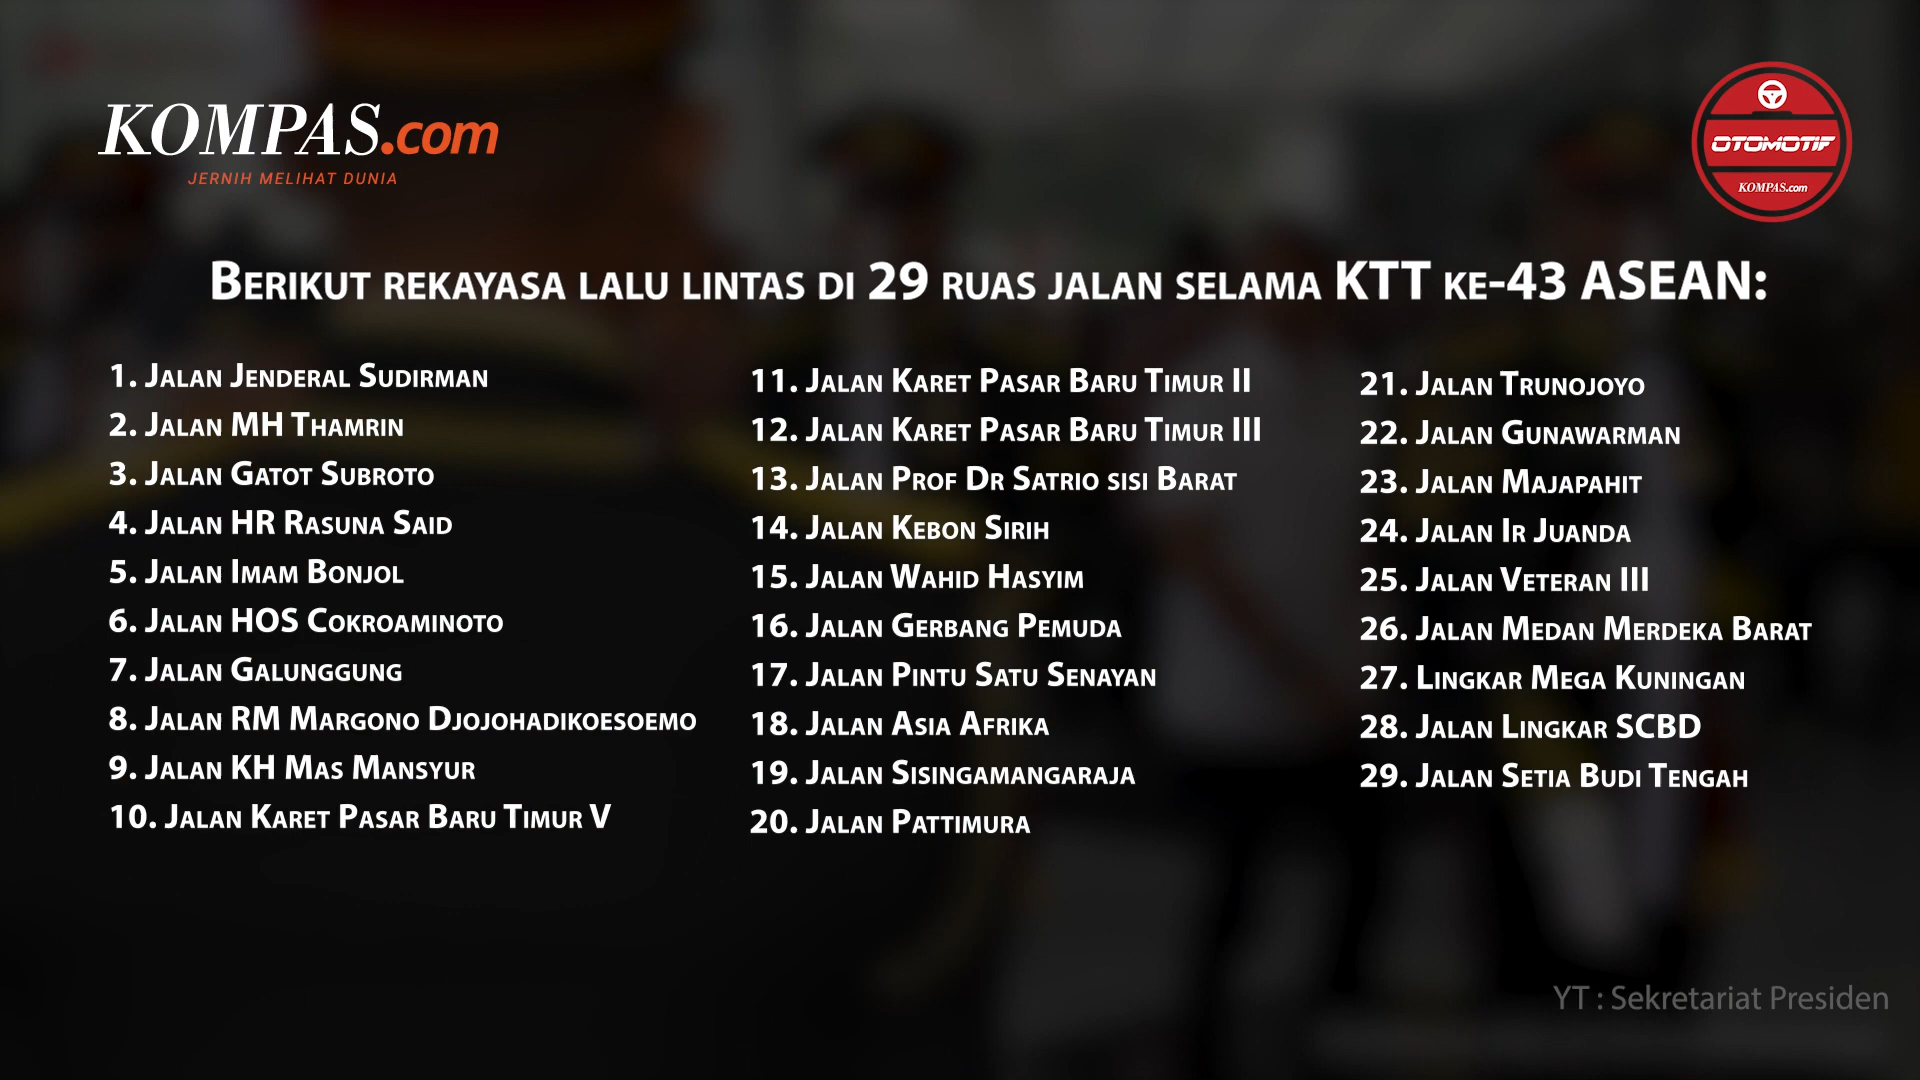 KOMPAS.com
JERNIH MELIHAT DUNIA
OTOMOTIF
KOMPAS.com
BERIKUT REKAYASA LALU LINTAS DI 29 RUAS JALAN SELAMA KTT KE-43 ASEAN:
1. JALAN JENDERAL SUDIRMAN
2. JALAN MH THAMRIN
3. JALAN GATOT SUBROTO
4. JALAN HR RASUNA SAID
5. JALAN IMAM BONJOL
6. JALAN HOS COKROAMINOTO
7. JALAN GALUNGGUNG
8. JALAN RM MARGONO DJOJOHADIKOESOEMO
9. JALAN KH MAS MANSYUR
10. JALAN KARET PASAR BARU TIMUR V
11. JALAN KARET PASAR BARU TIMUR II
12. JALAN KARET PASAR BARU TIMUR III
13. JALAN PROF DR SATRIO SISI BARAT
14. JALAN KEBON SIRIH
15. JALAN WAHID HASYIM
16. JALAN GERBANG PEMUDA
17. JALAN PINTU SATU SENAYAN
18. JALAN ASIA AFRIKA
19. JALAN SISINGAMANGARAJA
20. JALAN PATTIMURA
21. JALAN TRUNOJOYO
22. JALAN GUNAWARMAN
23. JALAN MAJAPAHIT
24. JALAN IR JUANDA
25. JALAN VETERAN III
26. JALAN MEDAN MERDEKA BARAT
27. LINGKAR MEGA KUNINGAN
28. JALAN LINGKAR SCBD
29. JALAN SETIA BUDI TENGAH
YT : Sekretariat Presiden